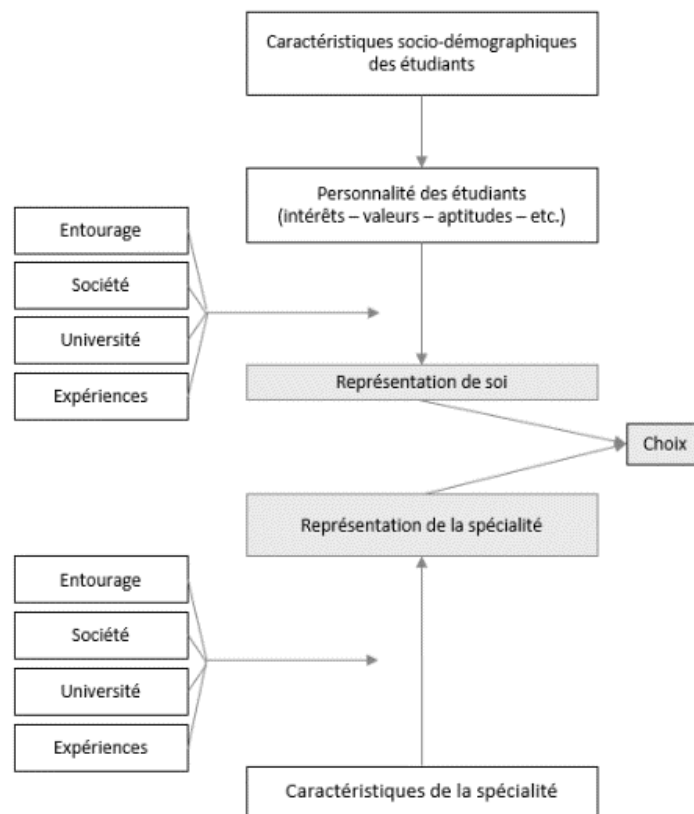 Caractéristiques socio-démographiques
des étudiants
Personnalité des étudiants
(intérêts – valeurs – aptitudes – etc.)
Entourage
Société
Université
Expériences
Représentation de soi
Choix
Représentation de la spécialité
Entourage
Société
Université
Expériences
Caractéristiques de la spécialité